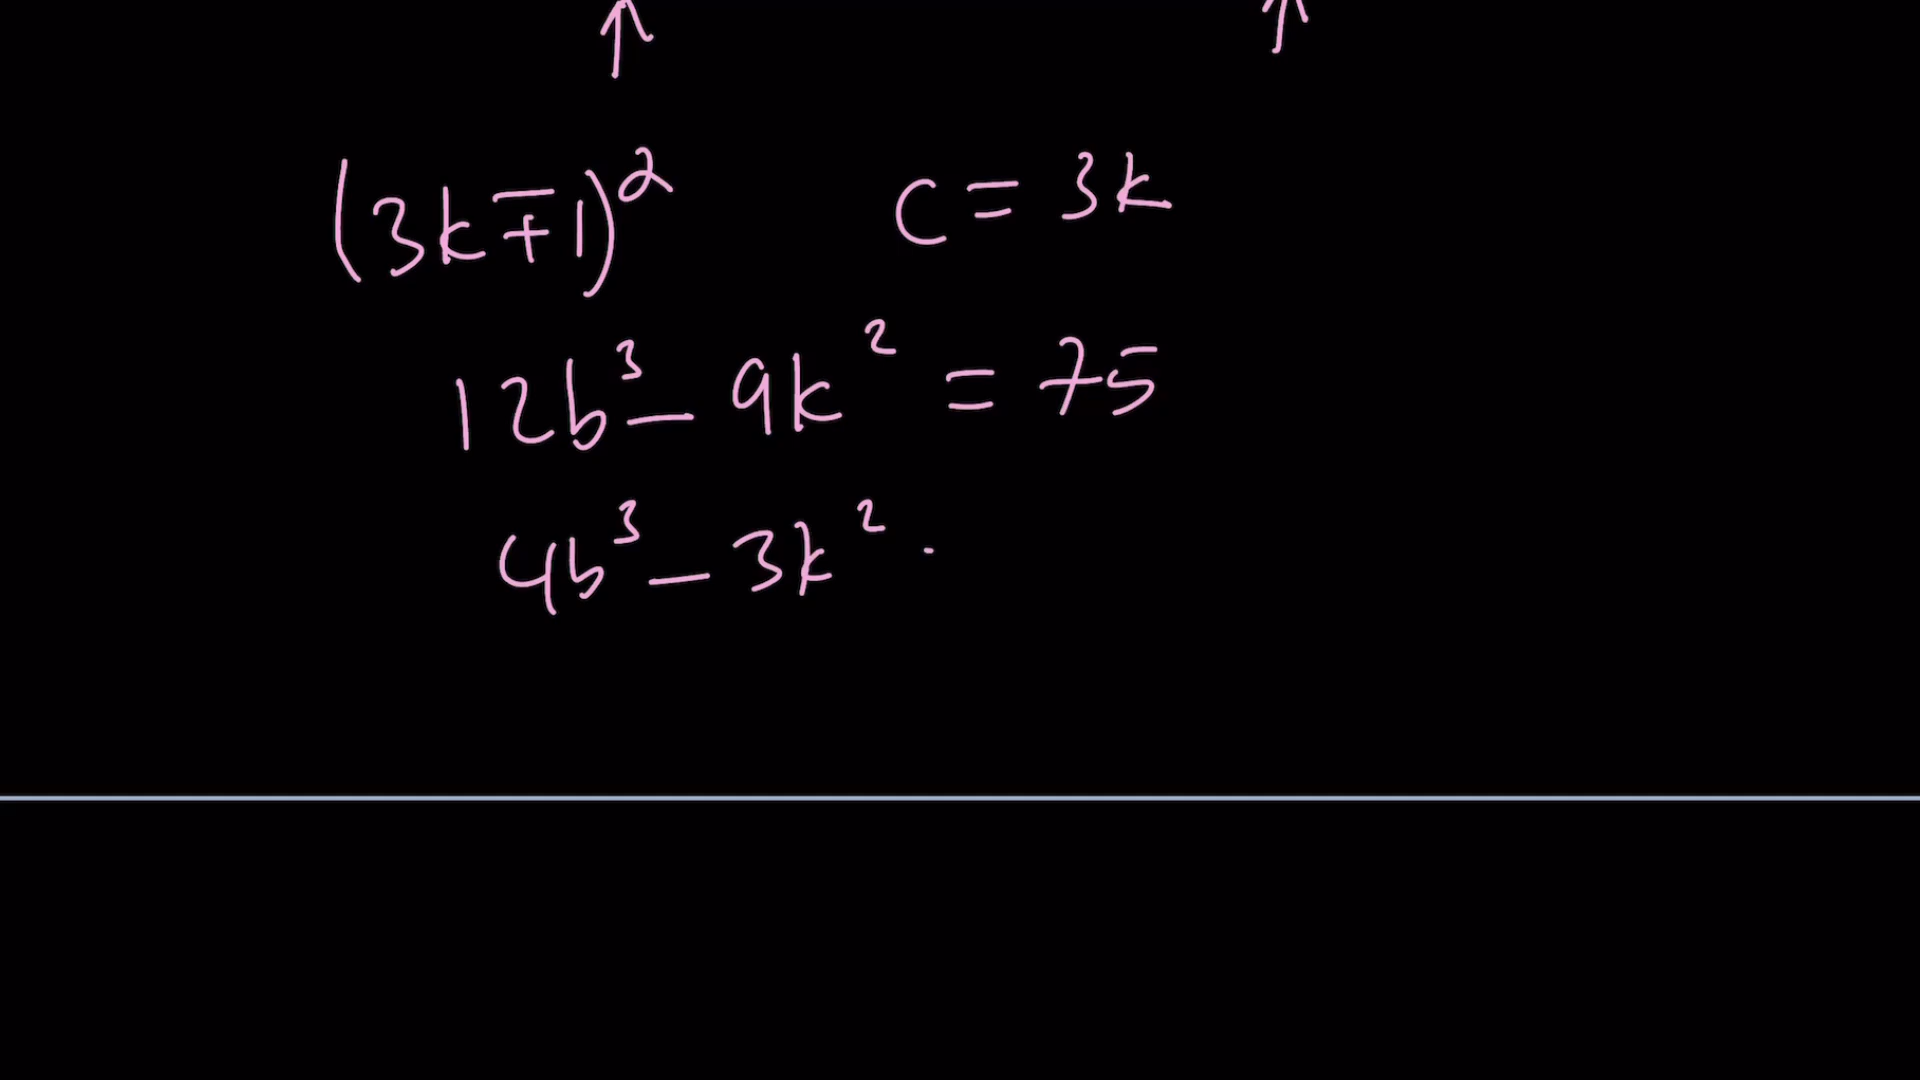 (3k∓1)² c = 3k
12b³ - 9k² = 75
4b³ - 3k²